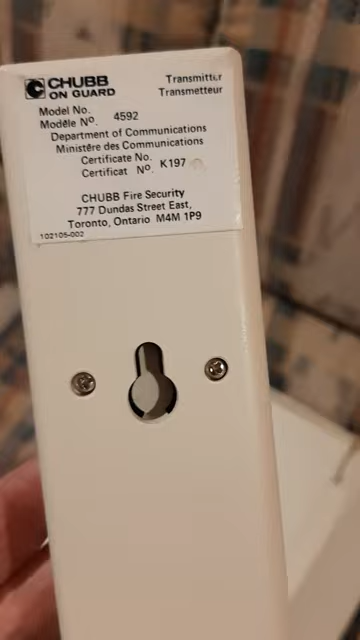 CHUBB
ON GUARD
Transmitter
Transmetteur
Model No.
Modèle Nº. 4592
Department of Communications
Ministère des Communications
Certificate No.
Certificat Nº. K197
CHUBB Fire Security
777 Dundas Street East,
Toronto, Ontario M4M 1P9
102105-002